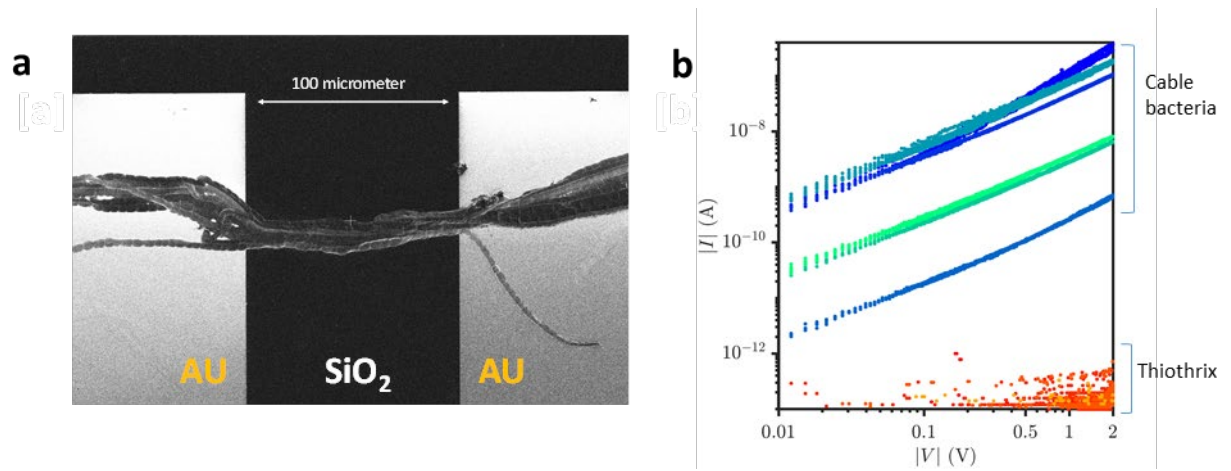 a
[a]
100 micrometer
AU
SiO₂
AU
b
[b]
|I| (A)
10⁻⁸
10⁻¹⁰
10⁻¹²
0.01
0.1
0.5
1
2
|V| (V)
Cable
bacteria
Thiothrix